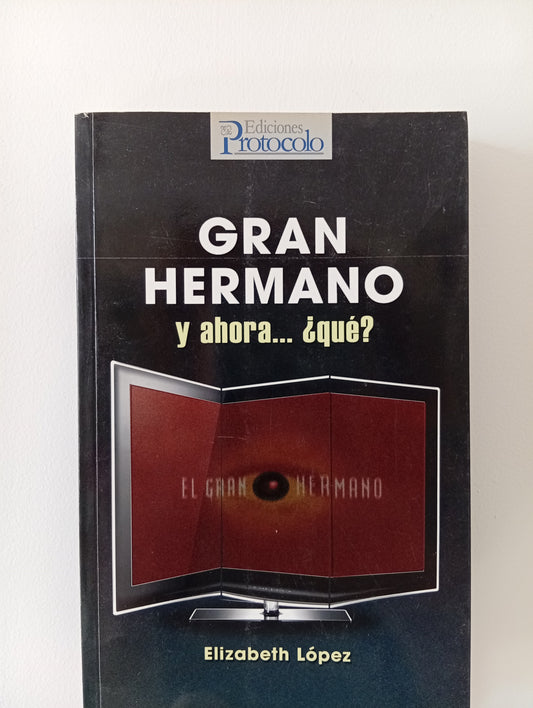 Ediciones
Protocolo
GRAN
HERMANO
y ahora... ¿qué?
EL GRAN HERMANO
Elizabeth López